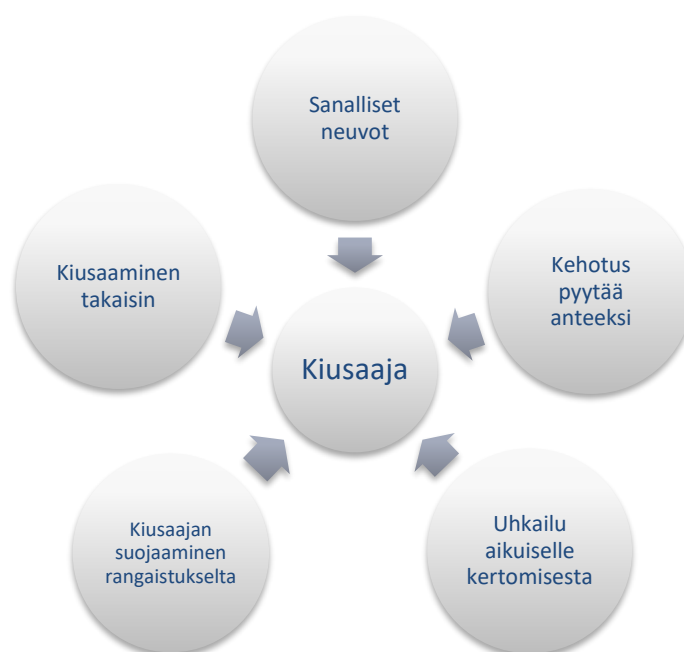 Sanalliset
neuvot
Kiusaaminen
takaisin
Kehotus
pyytää
anteeksi
Kiusaaja
Kiusaajan
suojaaminen
rangaistukselta
Uhkailu
aikuiselle
kertomisesta